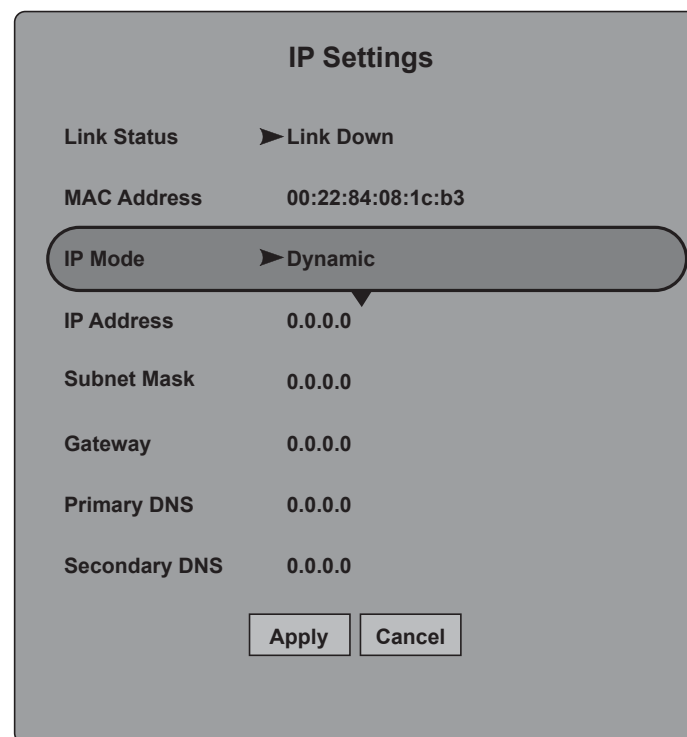 IP Settings
Link Status Link Down
MAC Address 00:22:84:08:1c:b3
IP Mode Dynamic
IP Address 0.0.0.0
Subnet Mask 0.0.0.0
Gateway 0.0.0.0
Primary DNS 0.0.0.0
Secondary DNS 0.0.0.0
Apply Cancel